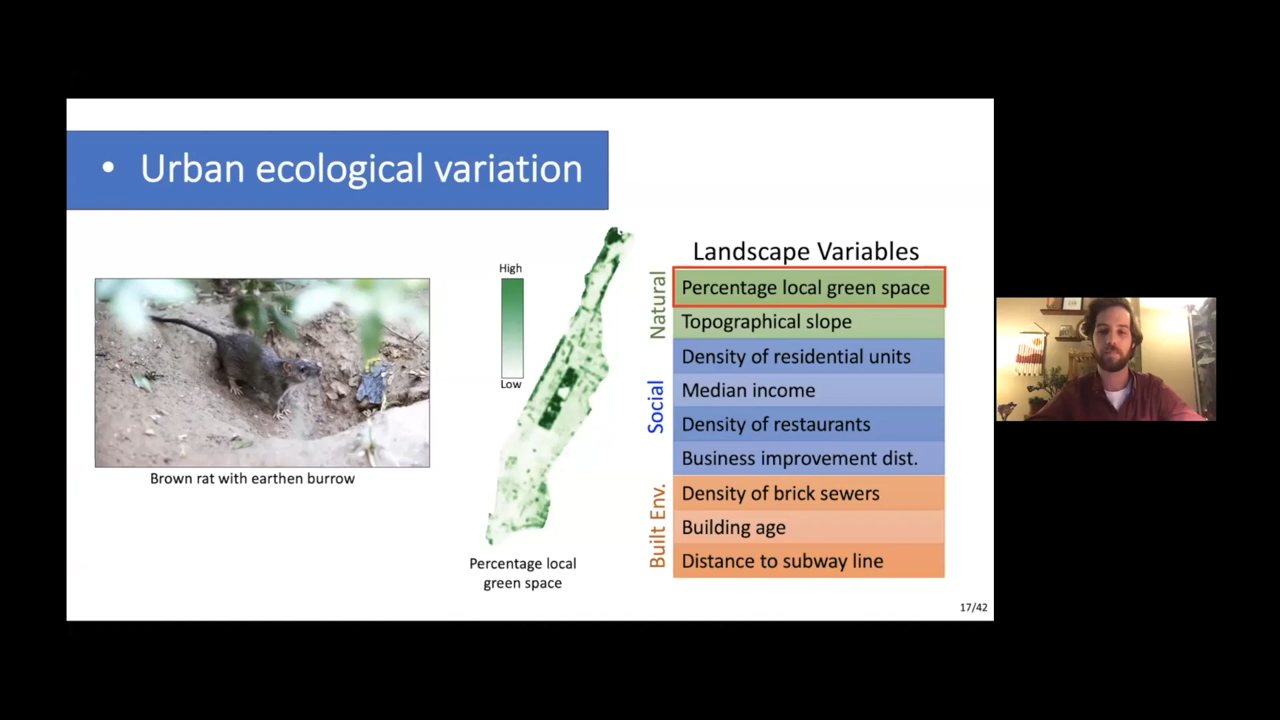 • Urban ecological variation
Brown rat with earthen burrow
High
Low
Percentage local
green space
Landscape Variables
Natural
Percentage local green space
Topographical slope
Social
Density of residential units
Median income
Density of restaurants
Business improvement dist.
Built Env.
Density of brick sewers
Building age
Distance to subway line
17/42